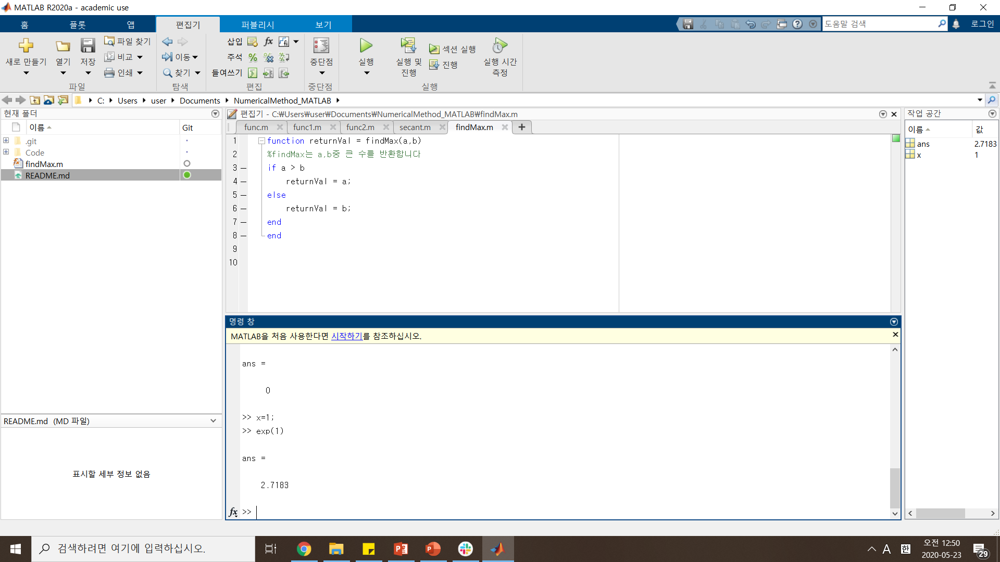 MATLAB R2020a - academic use
홈 플롯 앱 편집기 퍼블리시 보기
도움말 검색
로그인
새로 만들기 열기 저장
파일 찾기
비교
인쇄
파일
이동
찾기
탐색
삽입
주석
들여쓰기
편집
중단점
중단점
실행
실행 및
진행
섹션 실행
진행
실행 시간
측정
실행
C: Users user Documents NumericalMethod_MATLAB
현재 폴더
이름 Git
.git
Code
findMax.m
README.md
README.md (MD 파일)
표시할 세부 정보 없음
편집기 - C:₩Users₩user₩Documents₩NumericalMethod_MATLAB₩findMax.m
func.m func1.m func2.m secant.m findMax.m
1 function returnVal = findMax(a,b)
2 %findMax는 a,b중 큰 수를 반환합니다
3 if a > b
4 returnVal = a;
5 else
6 returnVal = b;
7 end
8 end
9
10
명령 창
MATLAB을 처음 사용한다면 시작하기를 참조하십시오.
ans =
0
>> x=1;
>> exp(1)
ans =
2.7183
fx >>
작업 공간
이름 값
ans 2.7183
x 1
검색하려면 여기에 입력하십시오.
A 한
오전 12:50
2020-05-23
29